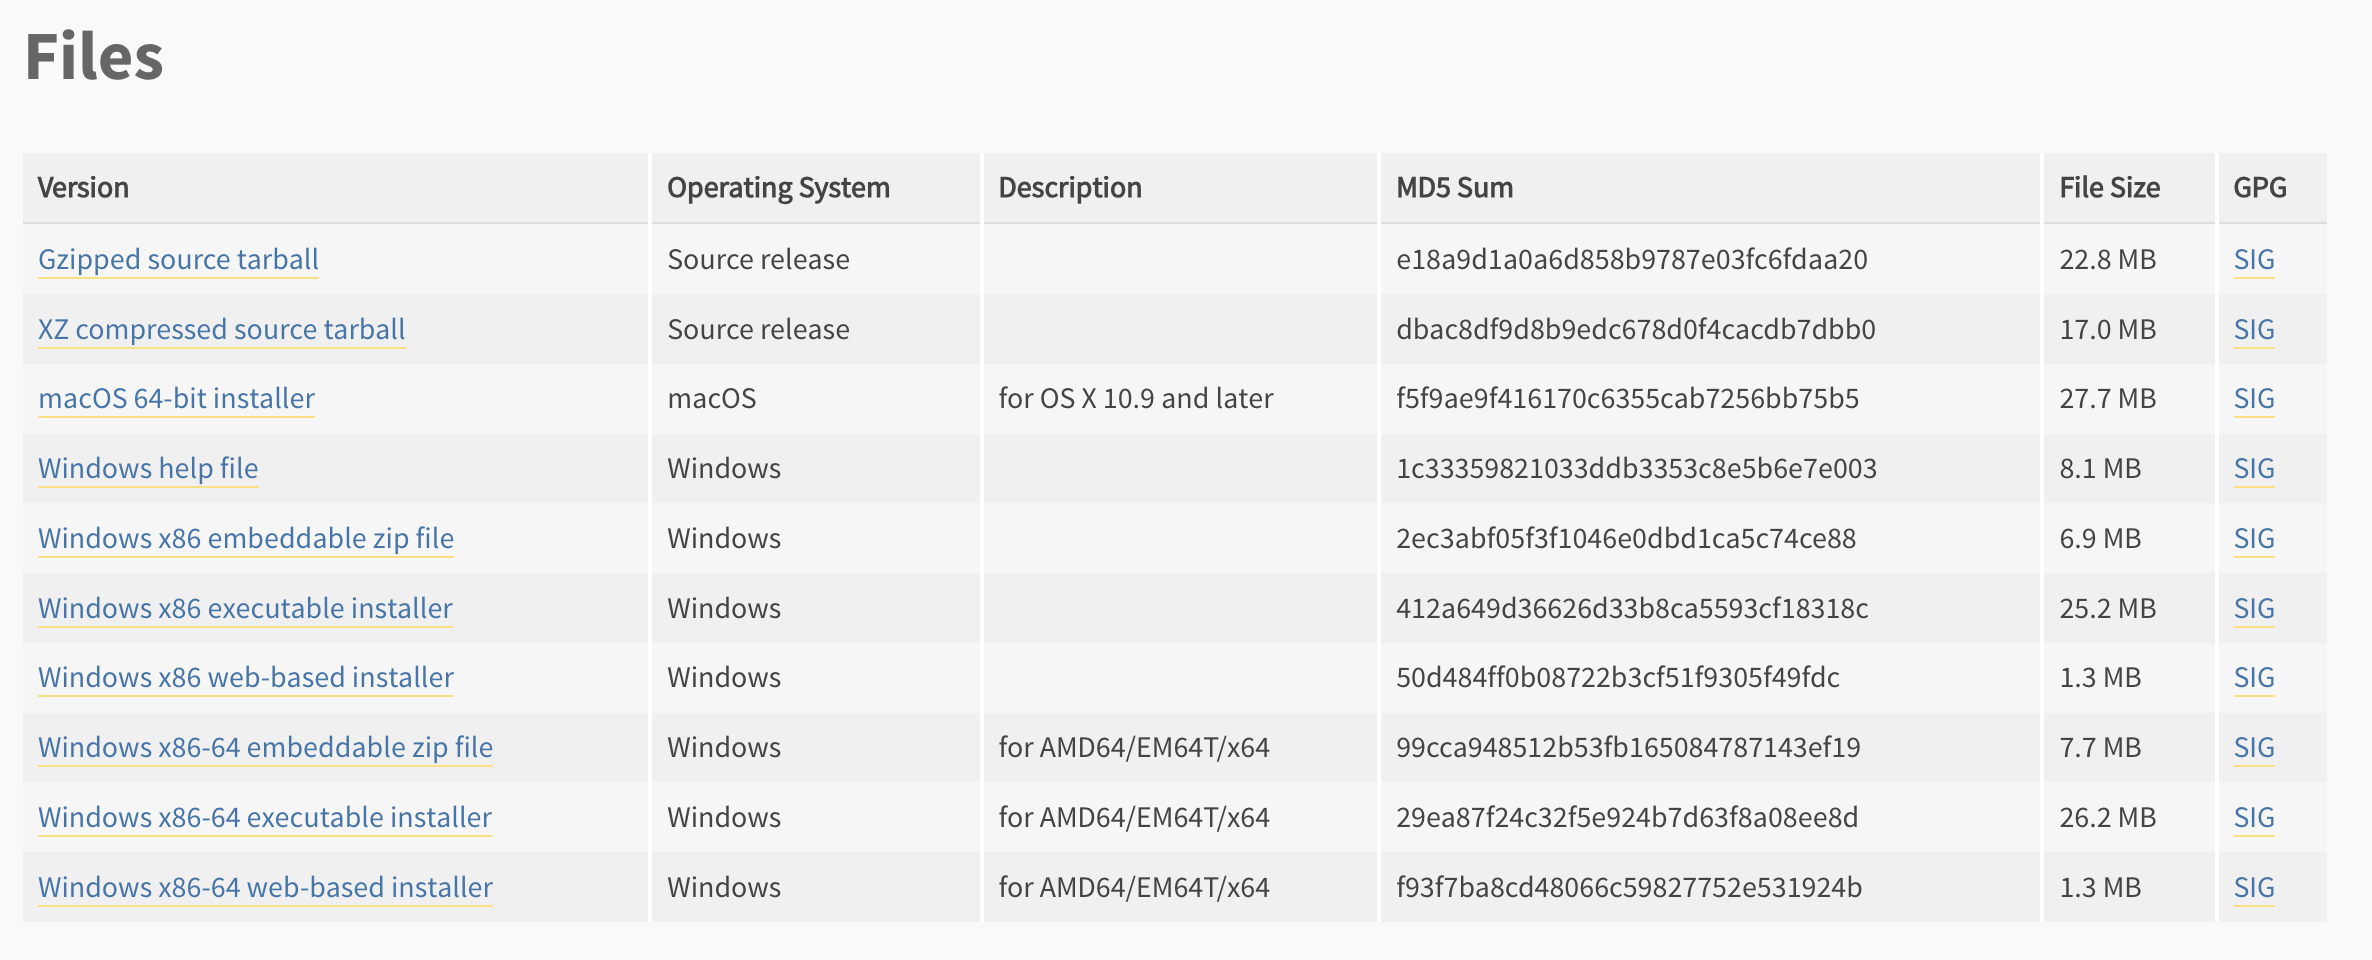 Files
Version Operating System Description MD5 Sum File Size GPG
Gzipped source tarball Source release e18a9d1a0a6d858b9787e03fc6fdaa20 22.8 MB SIG
XZ compressed source tarball Source release dbac8df9d8b9edc678d0f4cacdb7dbb0 17.0 MB SIG
macOS 64-bit installer macOS for OS X 10.9 and later f5f9ae9f416170c6355cab7256bb75b5 27.7 MB SIG
Windows help file Windows 1c33359821033ddb3353c8e5b6e7e003 8.1 MB SIG
Windows x86 embeddable zip file Windows 2ec3abf05f3f1046e0dbd1ca5c74ce88 6.9 MB SIG
Windows x86 executable installer Windows 412a649d36626d33b8ca5593cf18318c 25.2 MB SIG
Windows x86 web-based installer Windows 50d484ff0b08722b3cf51f9305f49fdc 1.3 MB SIG
Windows x86-64 embeddable zip file Windows for AMD64/EM64T/x64 99cca948512b53fb165084787143ef19 7.7 MB SIG
Windows x86-64 executable installer Windows for AMD64/EM64T/x64 29ea87f24c32f5e924b7d63f8a08ee8d 26.2 MB SIG
Windows x86-64 web-based installer Windows for AMD64/EM64T/x64 f93f7ba8cd48066c59827752e531924b 1.3 MB SIG